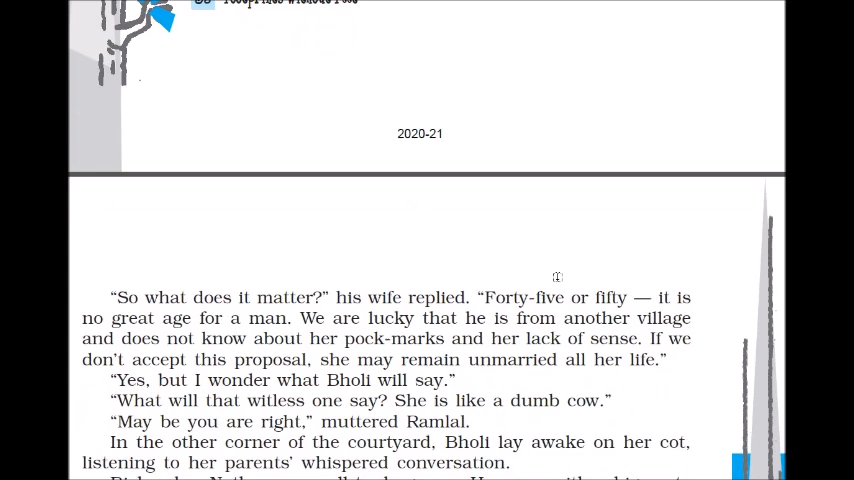 2020-21
“So what does it matter?” his wife replied. “Forty-five or fifty — it is
no great age for a man. We are lucky that he is from another village
and does not know about her pock-marks and her lack of sense. If we
don’t accept this proposal, she may remain unmarried all her life.”
“Yes, but I wonder what Bholi will say.”
“What will that witless one say? She is like a dumb cow.”
“May be you are right,” muttered Ramlal.
In the other corner of the courtyard, Bholi lay awake on her cot,
listening to her parents’ whispered conversation.